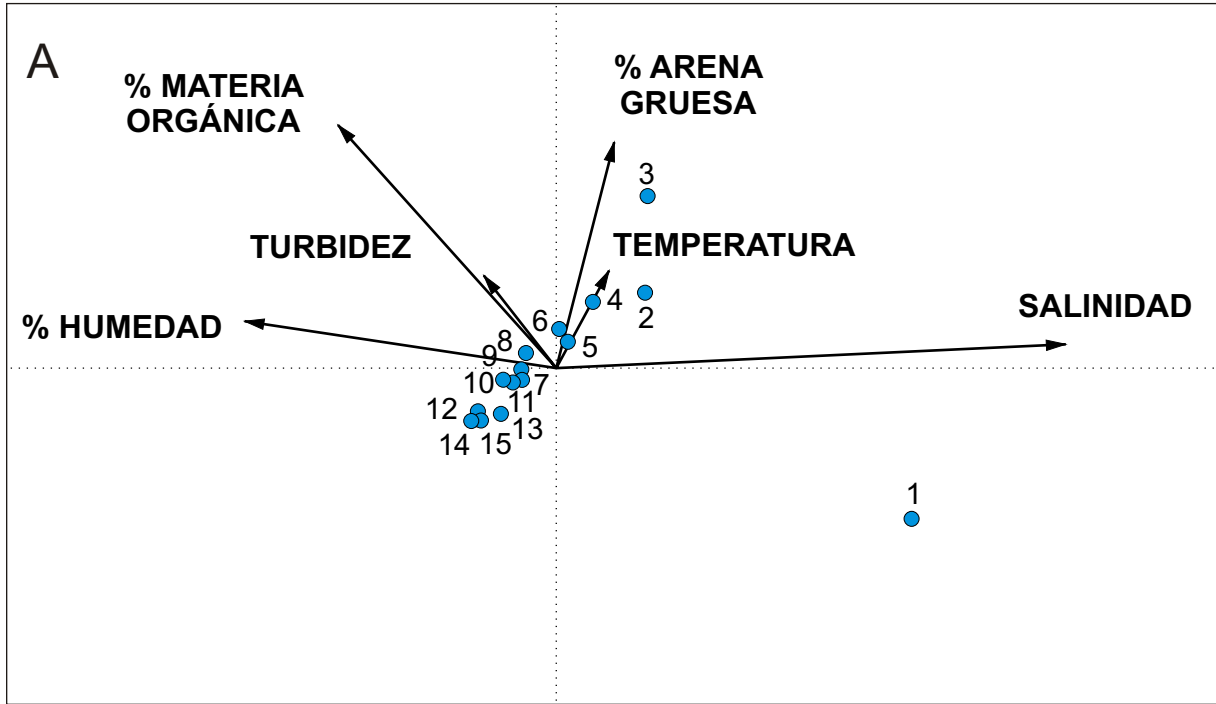 A
% MATERIA
ORGÁNICA
% ARENA
GRUESA
3
TURBIDEZ
TEMPERATURA
4
2
SALINIDAD
% HUMEDAD
6
5
8
9
10
7
11
12
13
14
15
1